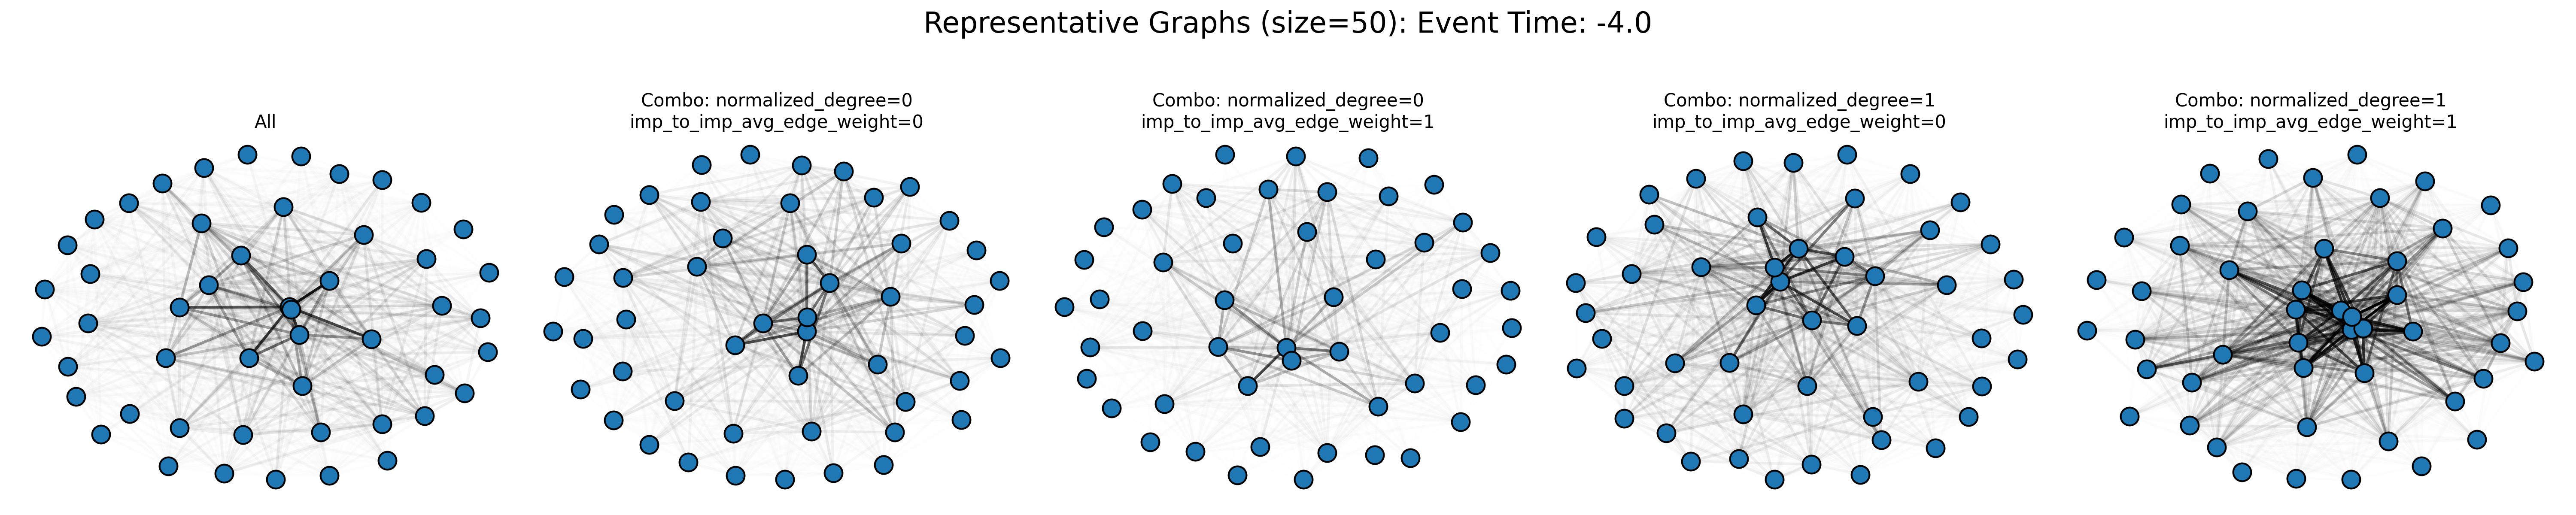 Representative Graphs (size=50): Event Time: -4.0
All
Combo: normalized_degree=0
imp_to_imp_avg_edge_weight=0
Combo: normalized_degree=0
imp_to_imp_avg_edge_weight=1
Combo: normalized_degree=1
imp_to_imp_avg_edge_weight=0
Combo: normalized_degree=1
imp_to_imp_avg_edge_weight=1